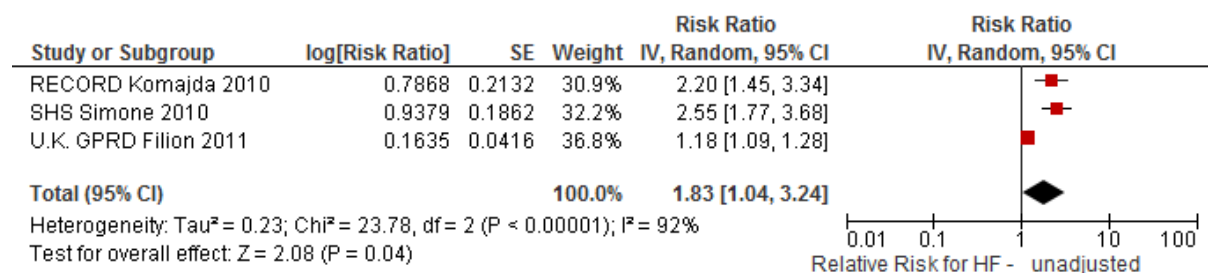 Risk Ratio Risk Ratio
Study or Subgroup log[Risk Ratio] SE Weight IV, Random, 95% CI IV, Random, 95% CI
RECORD Komajda 2010 0.7868 0.2132 30.9% 2.20 [1.45, 3.34]
SHS Simone 2010 0.9379 0.1862 32.2% 2.55 [1.77, 3.68]
U.K. GPRD Filion 2011 0.1635 0.0416 36.8% 1.18 [1.09, 1.28]
Total (95% CI) 100.0% 1.83 [1.04, 3.24]
Heterogeneity: Tau² = 0.23; Chi² = 23.78, df = 2 (P < 0.00001); I² = 92%
Test for overall effect: Z = 2.08 (P = 0.04)
0.01 0.1 1 10 100
Relative Risk for HF - unadjusted